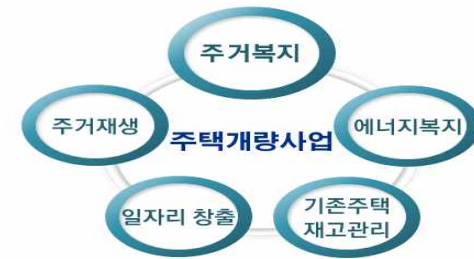 주거복지
주거재생
주택개량사업
에너지복지
일자리 창출
기존주택
재고관리